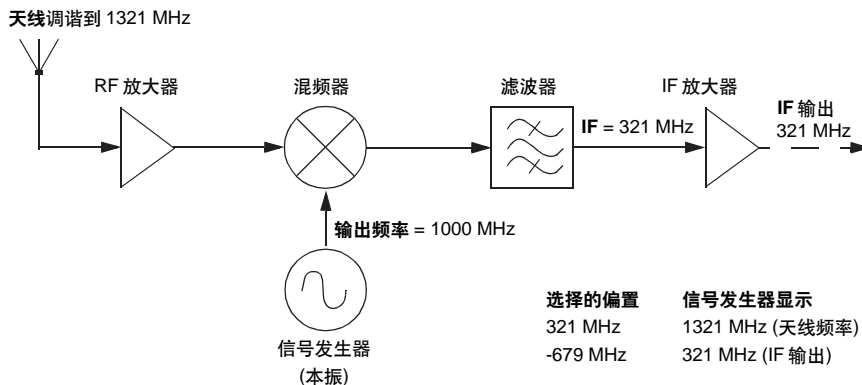 天线调谐到 1321 MHz
RF 放大器
混频器
滤波器
IF 放大器
IF = 321 MHz
IF 输出
321 MHz
输出频率 = 1000 MHz
信号发生器
(本振)
选择的偏置 信号发生器显示
321 MHz 1321 MHz (天线频率)
-679 MHz 321 MHz (IF 输出)